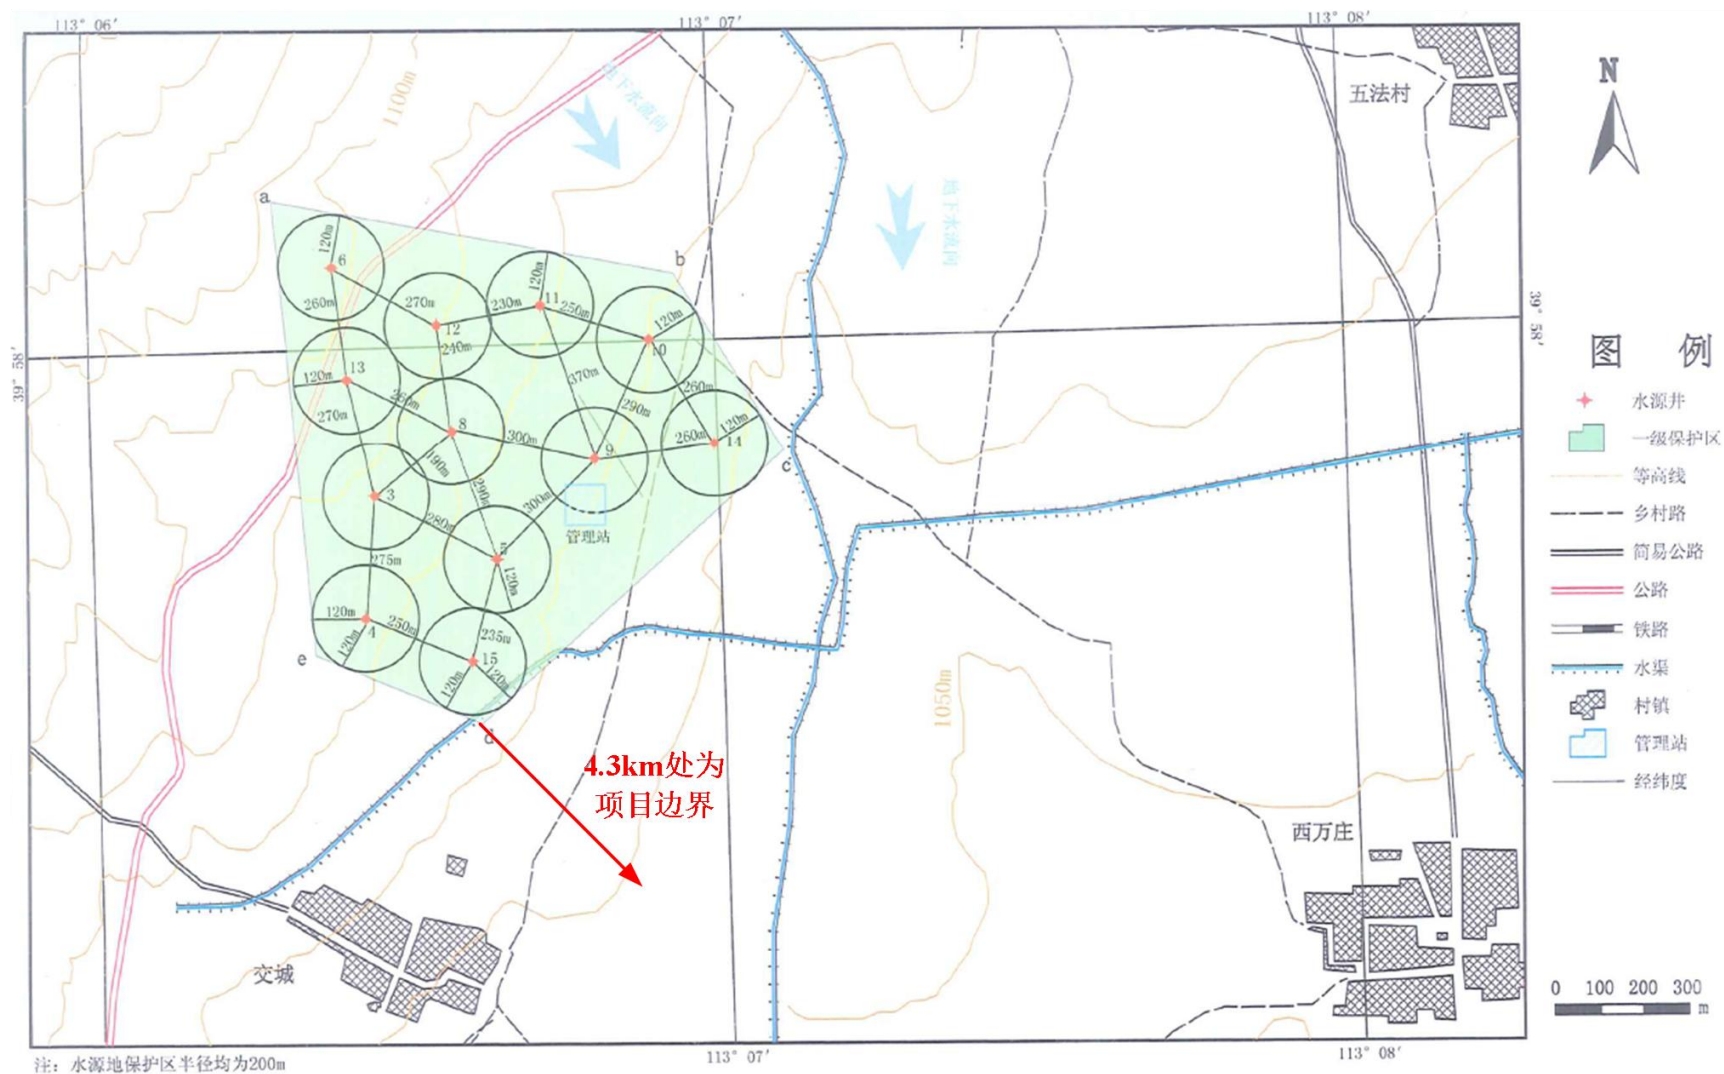 113° 06′
113° 07′
113° 08′
1100m
地下水流向
五法村
N
地下水流向
a
b
120m
6
260m
270m
12
230m
120m
11
250m
120m
10
39° 58′
39° 58′
240m
13
120m
270m
260m
8
300m
370m
290m
9
260m
260m
120m
14
c
190m
3
290m
280m
300m
管理站
5
120m
275m
120m
4
120m
250m
235m
15
120m
120m
e
d
1050m
4.3km处为
项目边界
西万庄
交城
图 例
水源井
一级保护区
等高线
乡村路
简易公路
公路
铁路
水渠
村镇
管理站
经纬度
0 100 200 300
m
113° 07′
113° 08′
注: 水源地保护区半径均为200m